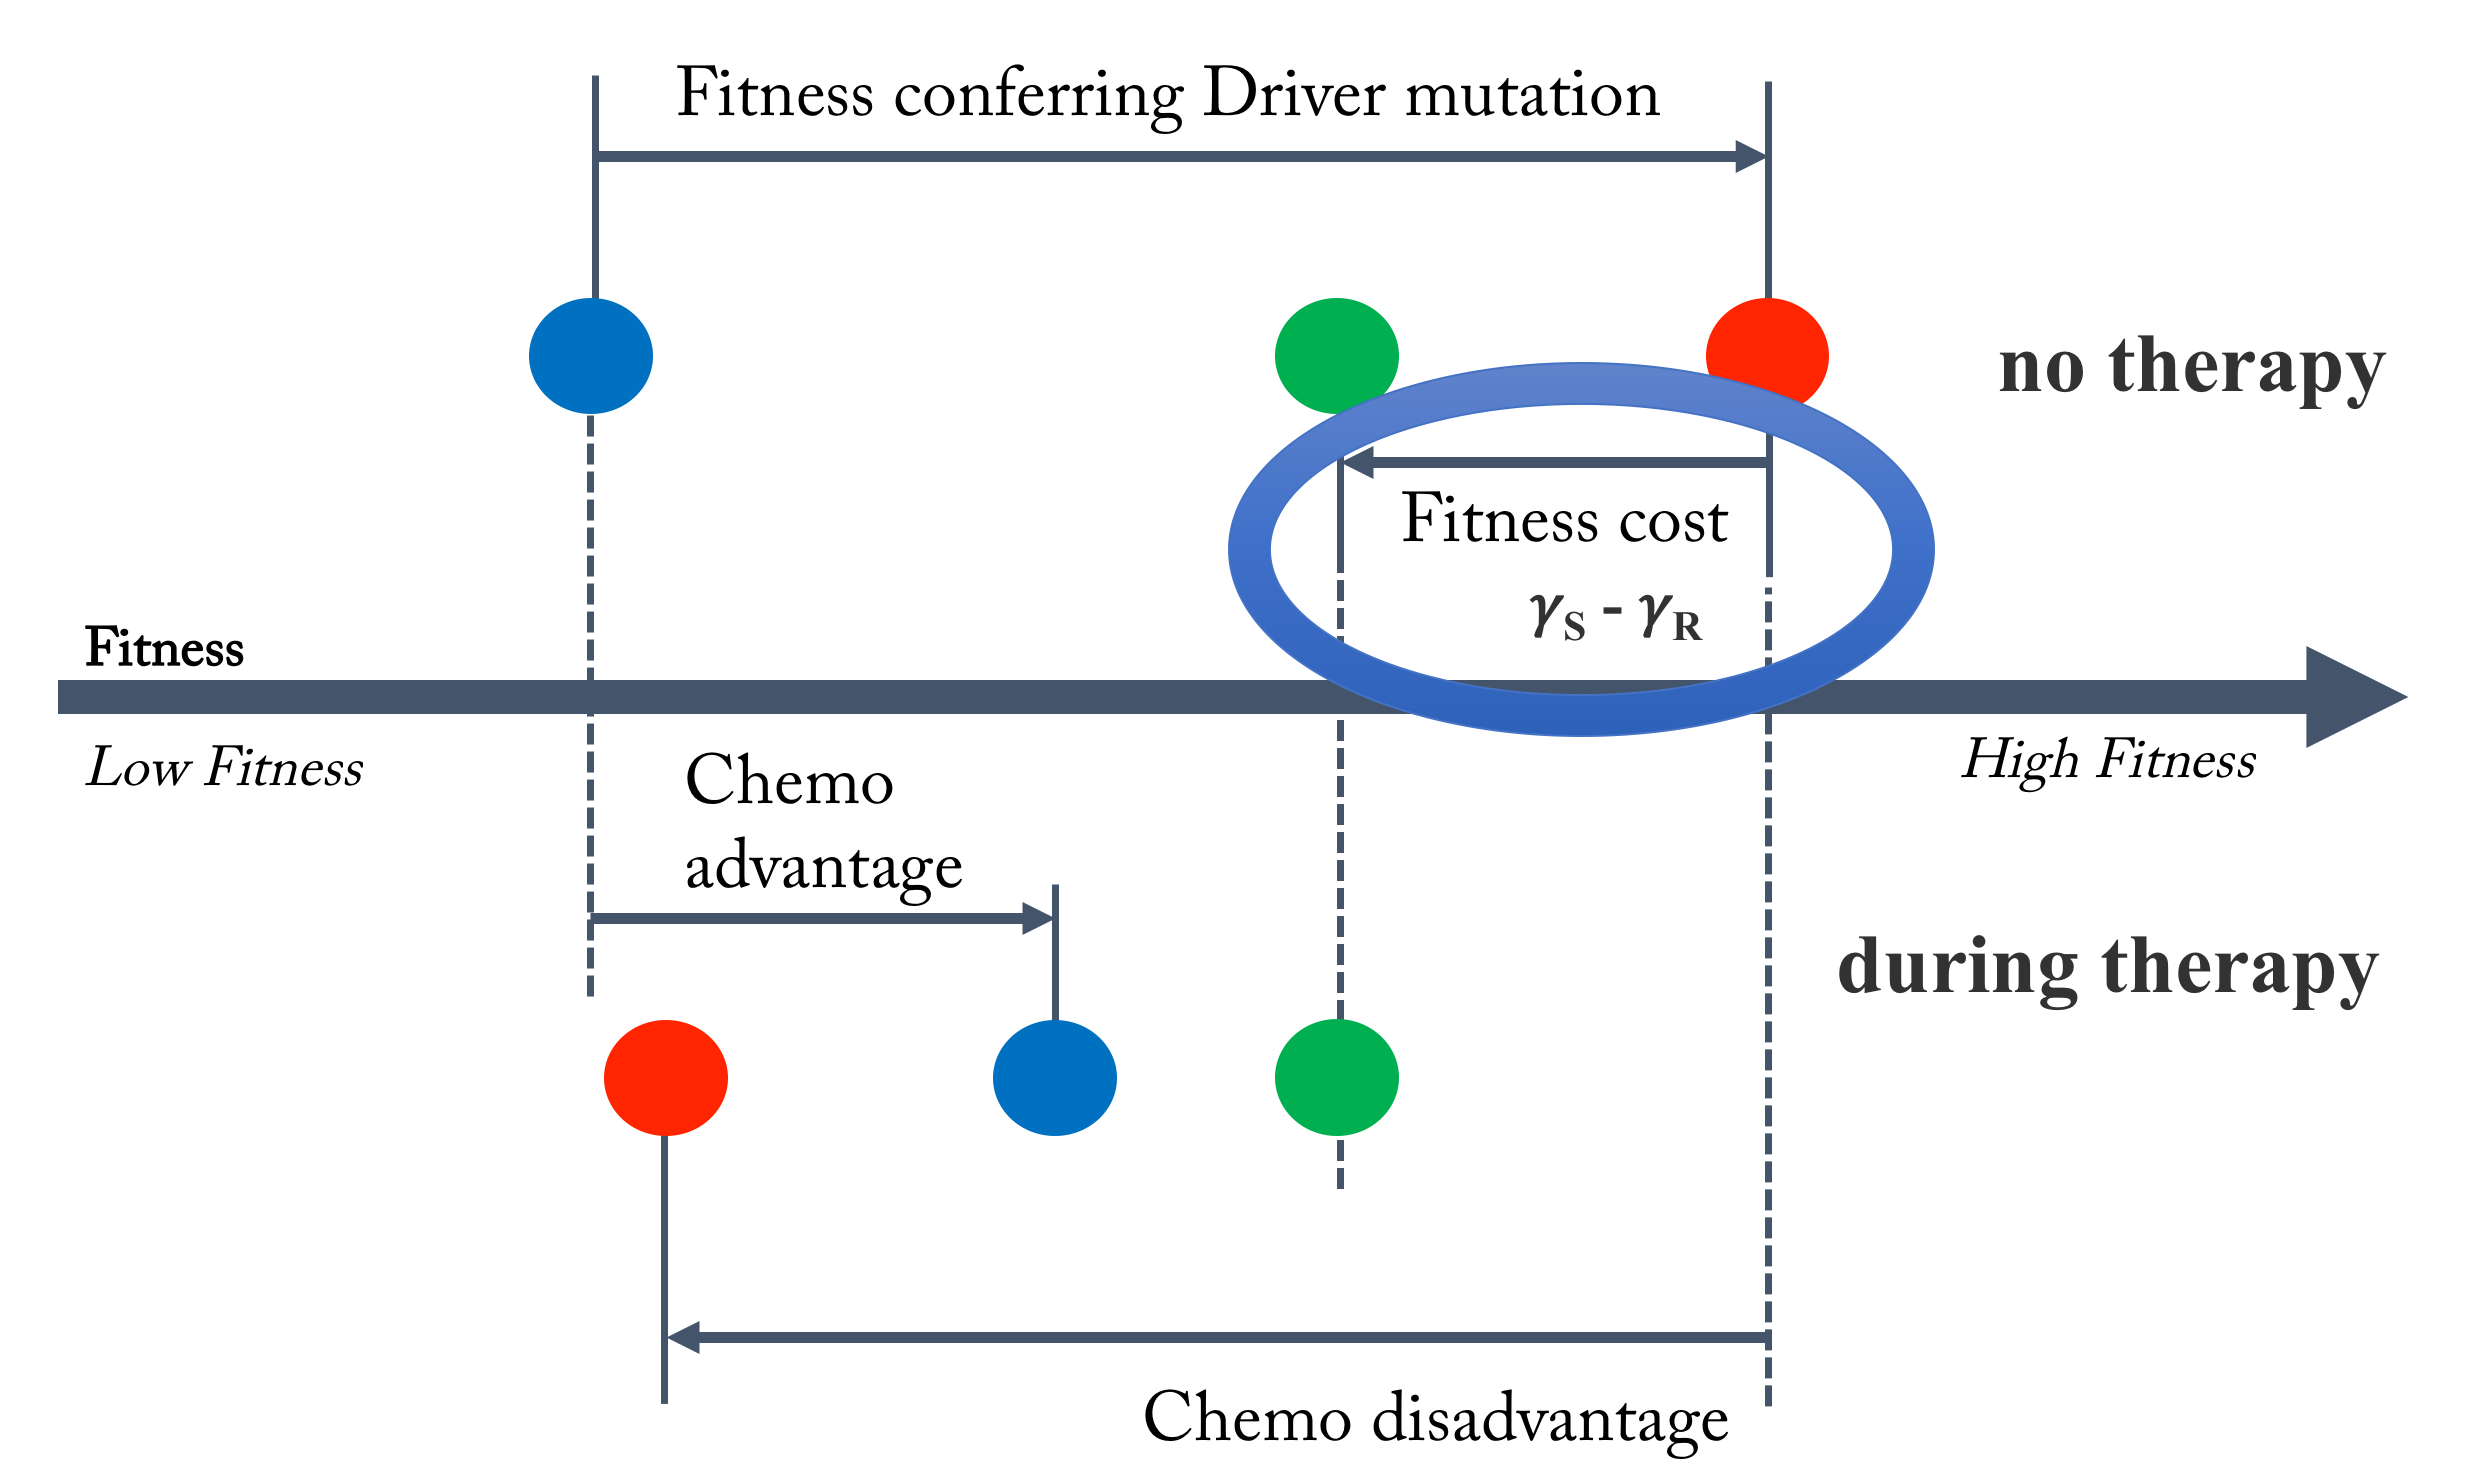 Fitness conferring Driver mutation
no therapy
Fitness cost
γS - γR
Fitness
Low Fitness
High Fitness
Chemo
advantage
during therapy
Chemo disadvantage